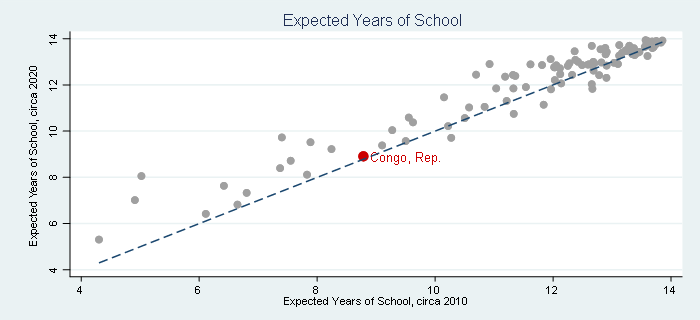 Expected Years of School
Expected Years of School, circa 2020
14
12
10
8
6
4
Congo, Rep.
4 6 8 10 12 14
Expected Years of School, circa 2010